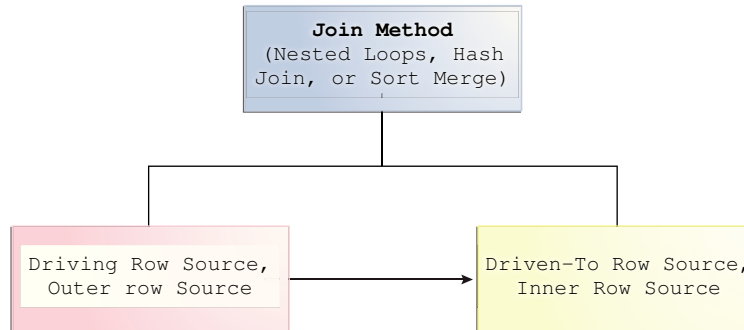 Join Method
(Nested Loops, Hash
Join, or Sort Merge)
Driving Row Source,
Outer row Source
Driven-To Row Source,
Inner Row Source